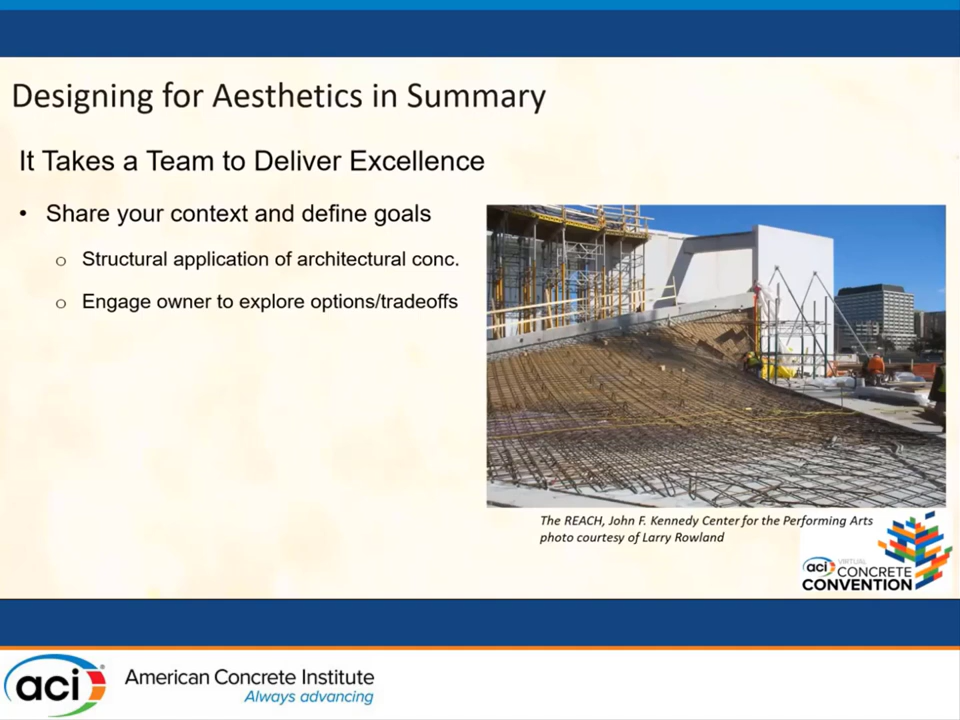 Designing for Aesthetics in Summary
It Takes a Team to Deliver Excellence
• Share your context and define goals
o Structural application of architectural conc.
o Engage owner to explore options/tradeoffs
The REACH, John F. Kennedy Center for the Performing Arts
photo courtesy of Larry Rowland
aci VIRTUAL
CONCRETE
CONVENTION
aci American Concrete Institute
Always advancing